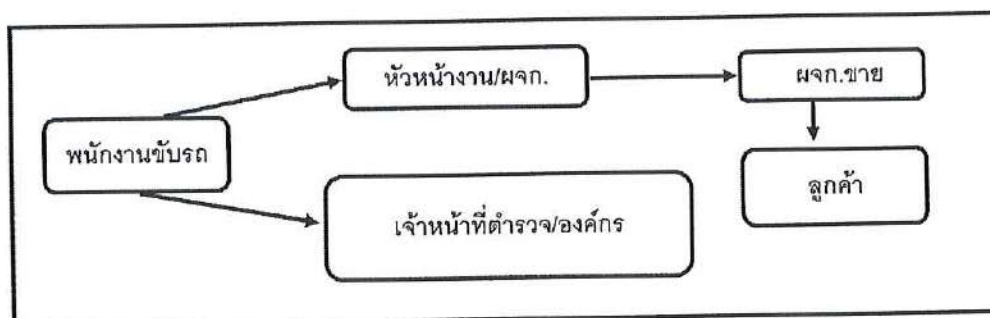 หัวหน้างาน/ผจก.
ผจก.ขาย
พนักงานขับรถ
ลูกค้า
เจ้าหน้าที่ตำรวจ/องค์กร